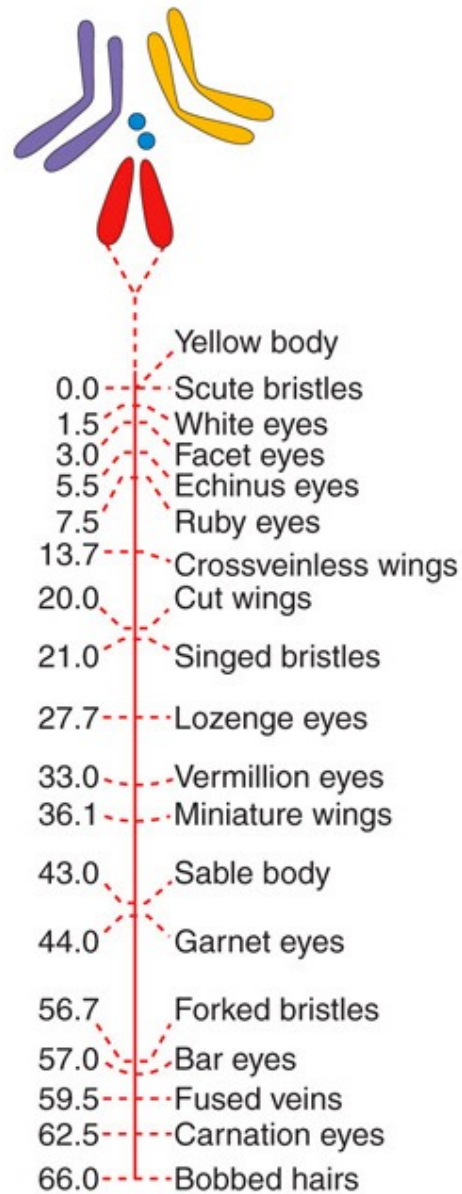 Yellow body
0.0 Scute bristles
1.5 White eyes
3.0 Facet eyes
5.5 Echinus eyes
7.5 Ruby eyes
13.7 Crossveinless wings
20.0 Cut wings
21.0 Singed bristles
27.7 Lozenge eyes
33.0 Vermillion eyes
36.1 Miniature wings
43.0 Sable body
44.0 Garnet eyes
56.7 Forked bristles
57.0 Bar eyes
59.5 Fused veins
62.5 Carnation eyes
66.0 Bobbed hairs